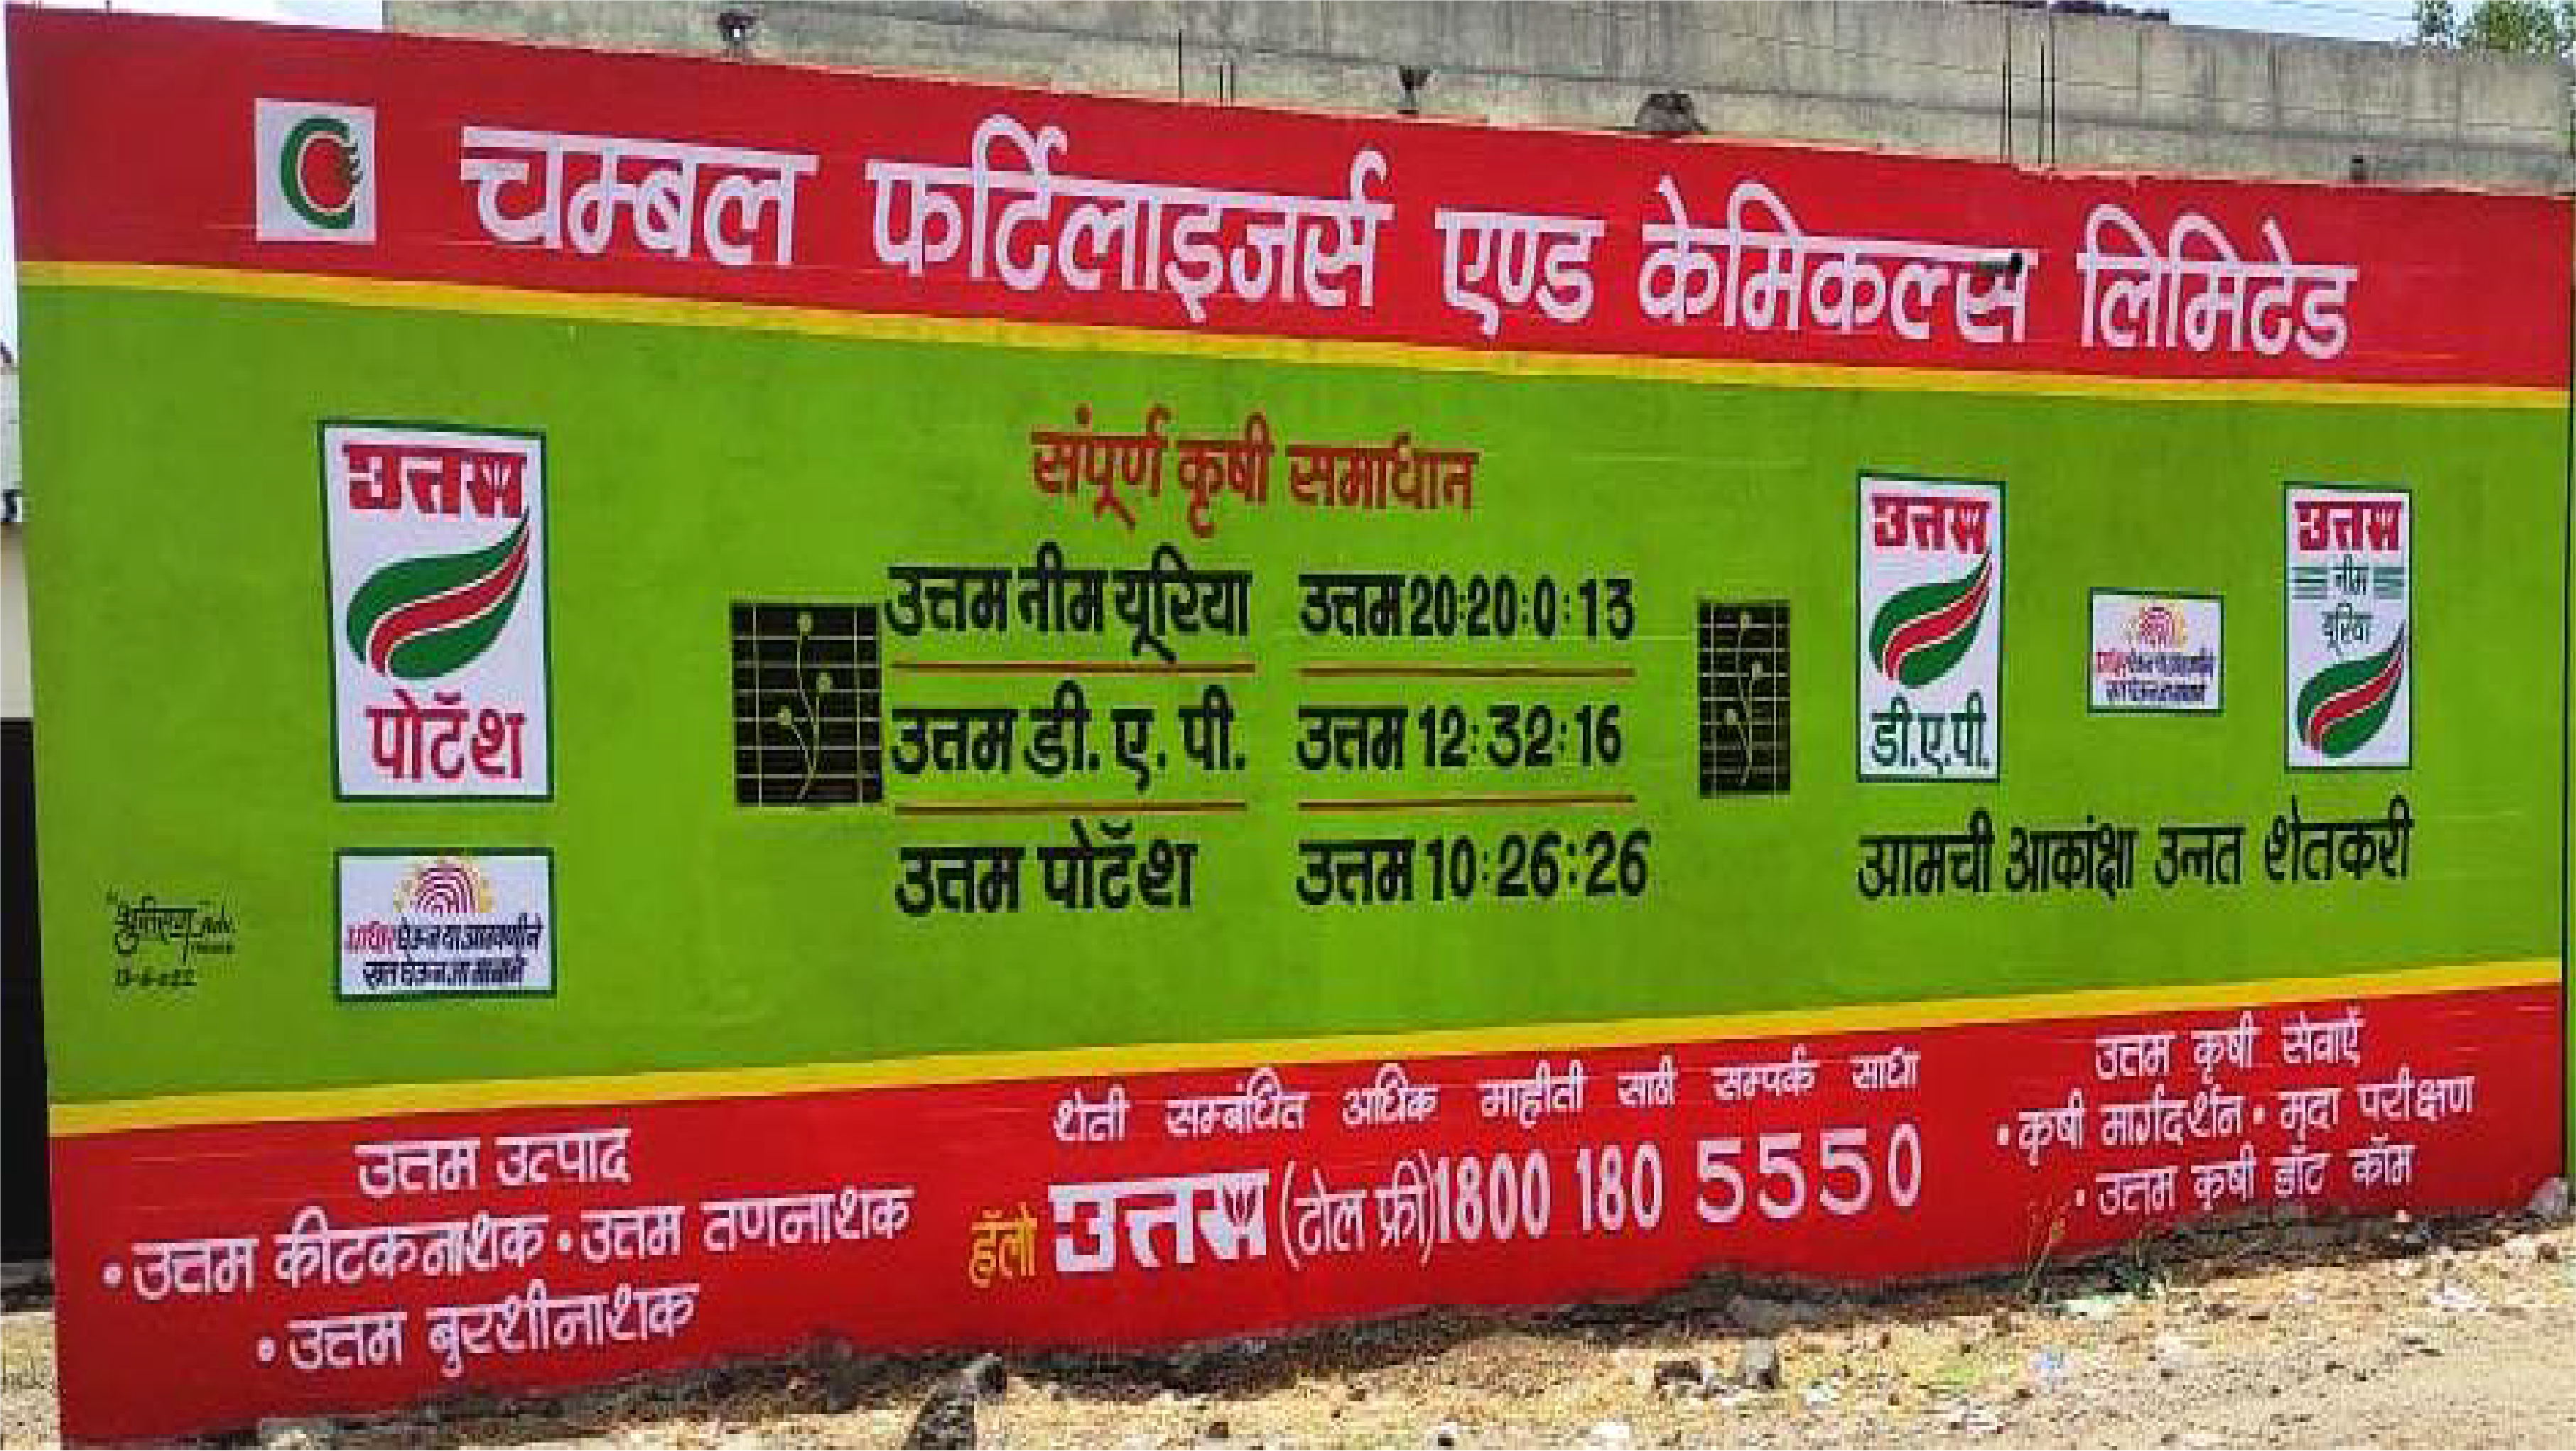 चम्बल फर्टिलाइजर्स एण्ड केमिकल्स लिमिटेड
संपूर्ण कृषी समाधान
उत्तम
पोटॅश
उत्तम नीम यूरिया
उत्तम 20:20:0:13
उत्तम डी. ए. पी.
उत्तम 12:32:16
उत्तम पोटॅश
उत्तम 10:26:26
उत्तम
डी.ए.पी.
उत्तम
नीम
यूरिया
आमची आकांक्षा उन्नत शेतकरी
उत्तम उत्पाद
• उत्तम कीटकनाशक • उत्तम तणनाशक
• उत्तम बुरशीनाशक
शेती सम्बंधित अधिक माहीती साठी सम्पर्क साधा
हॅलो उत्तम (टोल फ्री) 1800 180 5550
उत्तम कृषी सेवाऐं
• कृषी मार्गदर्शन • मृदा परीक्षण
• उत्तम कृषी डॉट कॉम